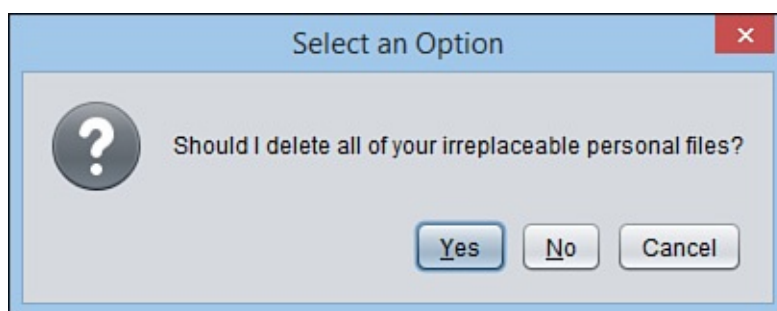 Select an Option
Should I delete all of your irreplaceable personal files?
Yes No Cancel